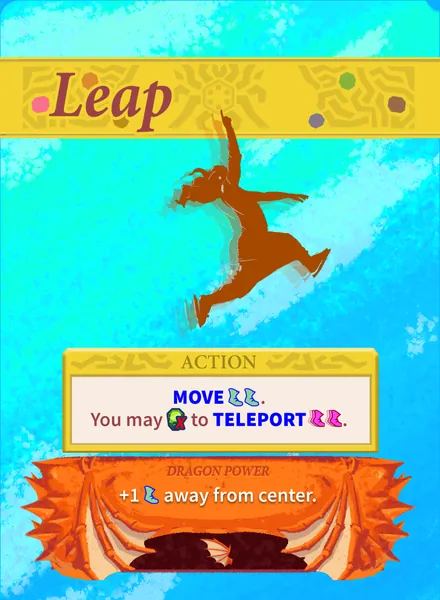 Leap
ACTION
MOVE .
You may to TELEPORT .
DRAGON POWER
+1 away from center.